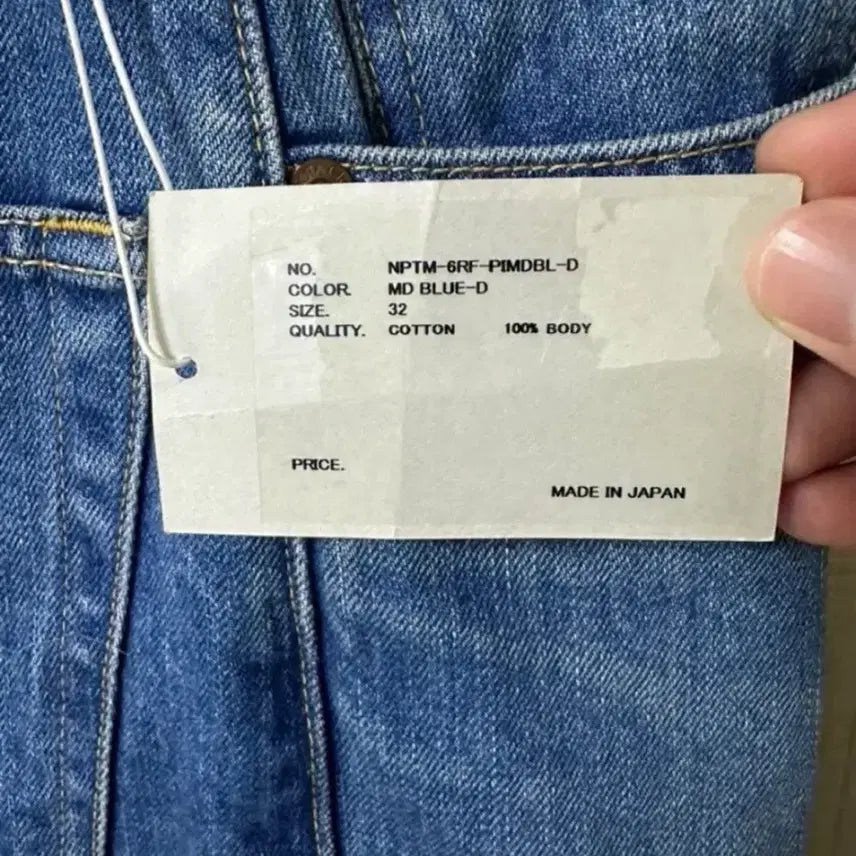 NO. NPTM-6RF-PIMDBL-D
COLOR. MD BLUE-D
SIZE. 32
QUALITY. COTTON 100% BODY
PRICE.
MADE IN JAPAN